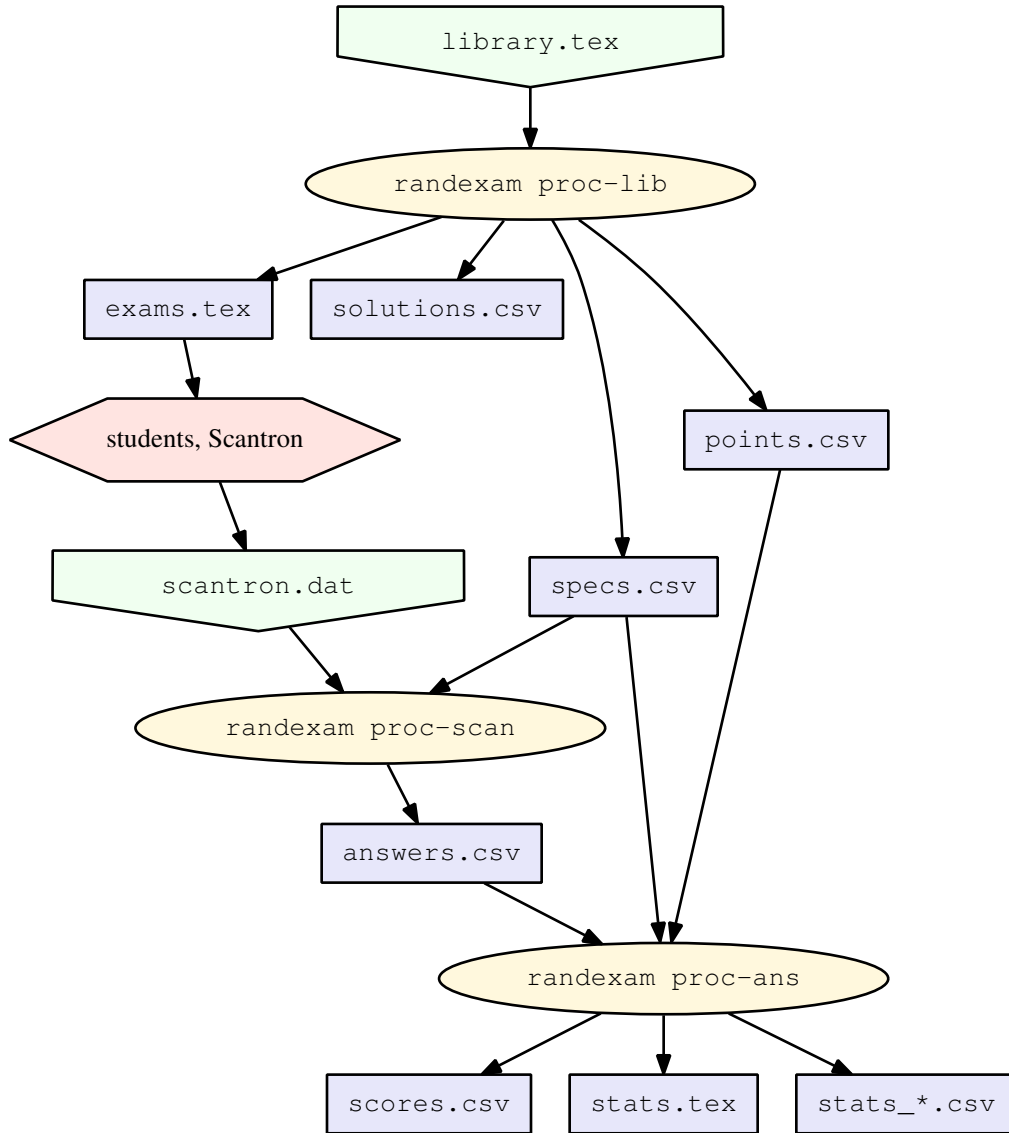 library.tex
randexam proc-lib
exams.tex
solutions.csv
students, Scantron
points.csv
scantron.dat
specs.csv
randexam proc-scan
answers.csv
randexam proc-ans
scores.csv
stats.tex
stats_*.csv